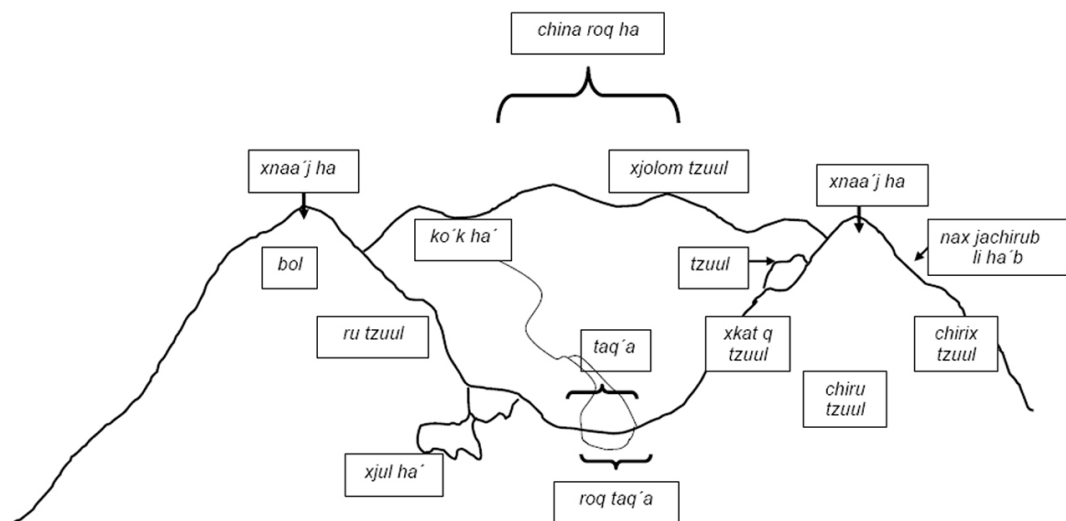 china roq ha
xnaa´j ha
xjolom tzuul
xnaa´j ha
ko´k ha´
nax jachirub
li ha´b
bol
tzuul
ru tzuul
taq´a
xkat q
tzuul
chirix
tzuul
chiru
tzuul
xjul ha´
roq taq´a